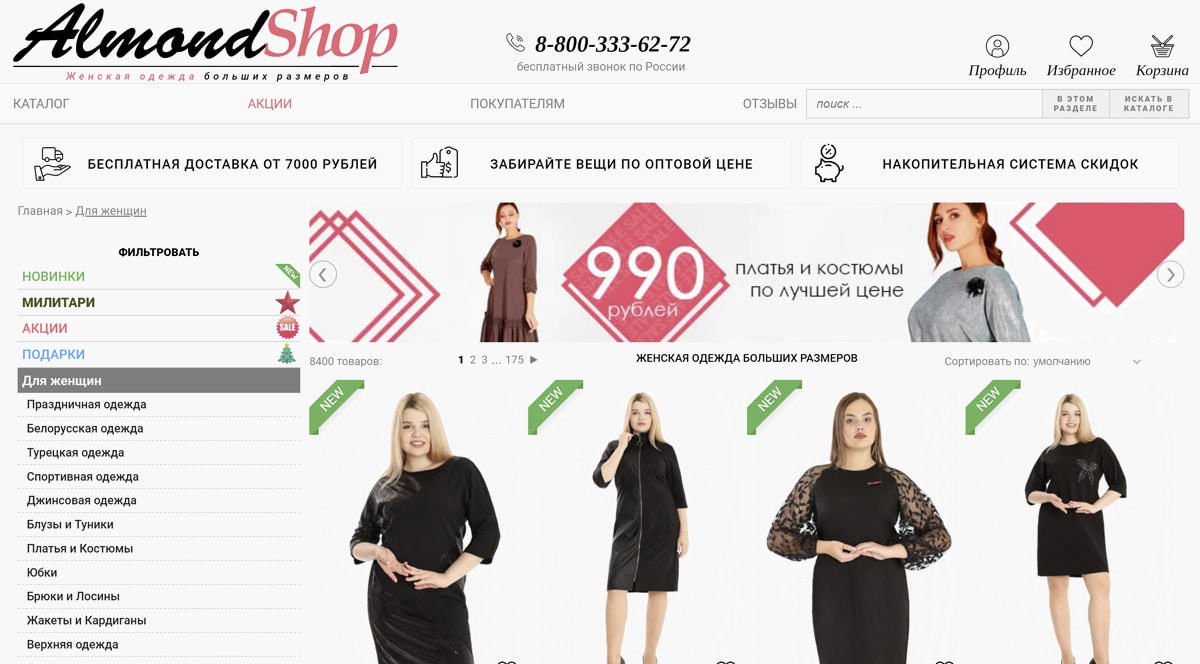 AlmondShop
Женская одежда больших размеров
8-800-333-62-72
бесплатный звонок по России
Профиль
Избранное
Корзина
КАТАЛОГ
АКЦИИ
ПОКУПАТЕЛЯМ
ОТЗЫВЫ
поиск ...
В ЭТОМ
РАЗДЕЛЕ
ИСКАТЬ В
КАТАЛОГЕ
БЕСПЛАТНАЯ ДОСТАВКА ОТ 7000 РУБЛЕЙ
ЗАБИРАЙТЕ ВЕЩИ ПО ОПТОВОЙ ЦЕНЕ
НАКОПИТЕЛЬНАЯ СИСТЕМА СКИДОК
Главная > Для женщин
ФИЛЬТРОВАТЬ
НОВИНКИ
NEW
МИЛИТАРИ
АКЦИИ
SALE
ПОДАРКИ
Для женщин
Праздничная одежда
Белорусская одежда
Турецкая одежда
Спортивная одежда
Джинсовая одежда
Блузы и Туники
Платья и Костюмы
Юбки
Брюки и Лосины
Жакеты и Кардиганы
Верхняя одежда
990
рублей
платья и костюмы
по лучшей цене
8400 товаров:
1 2 3 ... 175
ЖЕНСКАЯ ОДЕЖДА БОЛЬШИХ РАЗМЕРОВ
Сортировать по: умолчанию
NEW
NEW
NEW
NEW